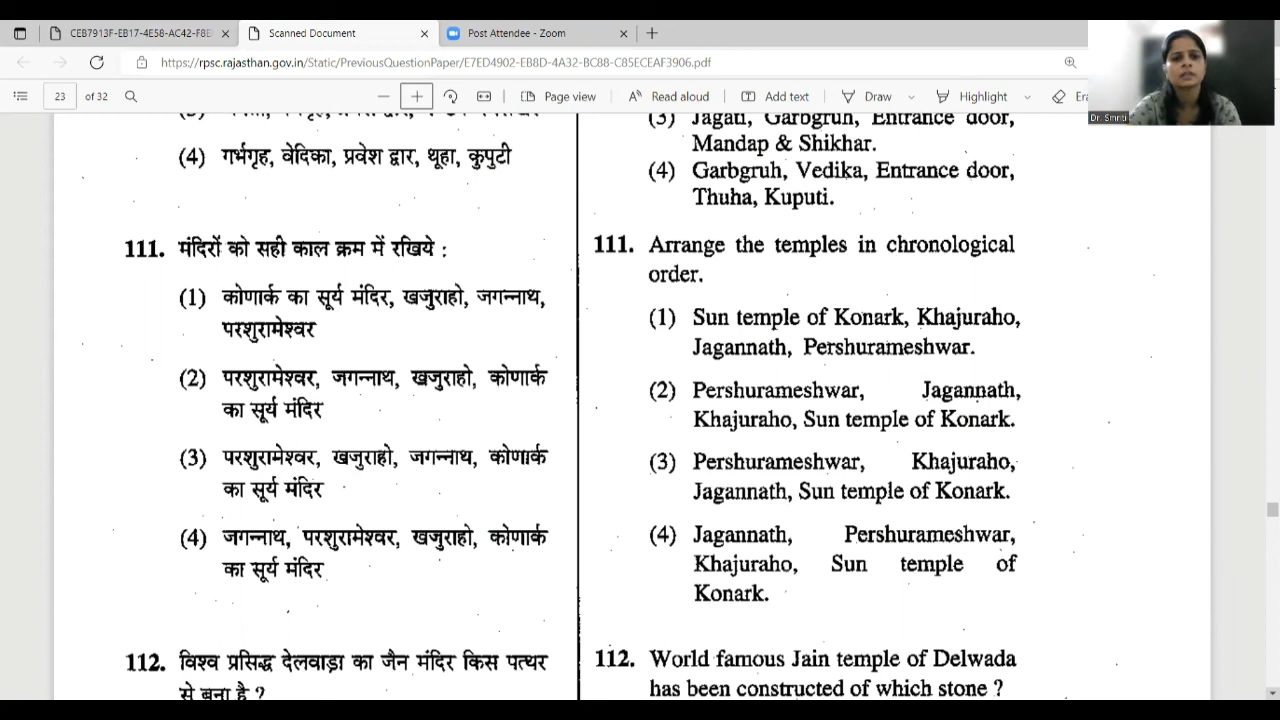 CEB7913F-EB17-4E58-AC42-F8E
Scanned Document
Post Attendee - Zoom
https://rpsc.rajasthan.gov.in/Static/PreviousQuestionPaper/E7ED4902-EB8D-4A32-BC88-C85ECEAF3906.pdf
23 of 32
Page view
Read aloud
Add text
Draw
Highlight
Era
Dr. Smriti
(4) गर्भगृह, वेदिका, प्रवेश द्वार, थूहा, कुपुटी
111. मंदिरों को सही काल क्रम में रखिये :
(1) कोणार्क का सूर्य मंदिर, खजुराहो, जगन्नाथ,
परशुरामेश्वर
(2) परशुरामेश्वर, जगन्नाथ, खजुराहो, कोणार्क
का सूर्य मंदिर
(3) परशुरामेश्वर, खजुराहो, जगन्नाथ, कोणार्क
का सूर्य मंदिर
(4) जगन्नाथ, परशुरामेश्वर, खजुराहो, कोणार्क
का सूर्य मंदिर
112. विश्व प्रसिद्ध देलवाड़ा का जैन मंदिर किस पत्थर
से बना है ?
(3) Jagati, Garbgruh, Entrance door,
Mandap & Shikhar.
(4) Garbgruh, Vedika, Entrance door,
Thuha, Kuputi.
111. Arrange the temples in chronological
order.
(1) Sun temple of Konark, Khajuraho,
Jagannath, Pershurameshwar.
(2) Pershurameshwar, Jagannath,
Khajuraho, Sun temple of Konark.
(3) Pershurameshwar, Khajuraho,
Jagannath, Sun temple of Konark.
(4) Jagannath, Pershurameshwar,
Khajuraho, Sun temple of
Konark.
112. World famous Jain temple of Delwada
has been constructed of which stone ?